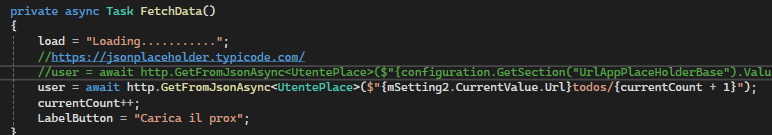 private async Task FetchData()
{
load = "Loading...........";
//https://jsonplaceholder.typicode.com/
//user = await http.GetFromJsonAsync<UtentePlace>($"{configuration.GetSection("UrlAppPlaceHolderBase").Valu
user = await http.GetFromJsonAsync<UtentePlace>($"{mSetting2.CurrentValue.Url}todos/{currentCount + 1}");
currentCount++;
LabelButton = "Carica il prox";
}